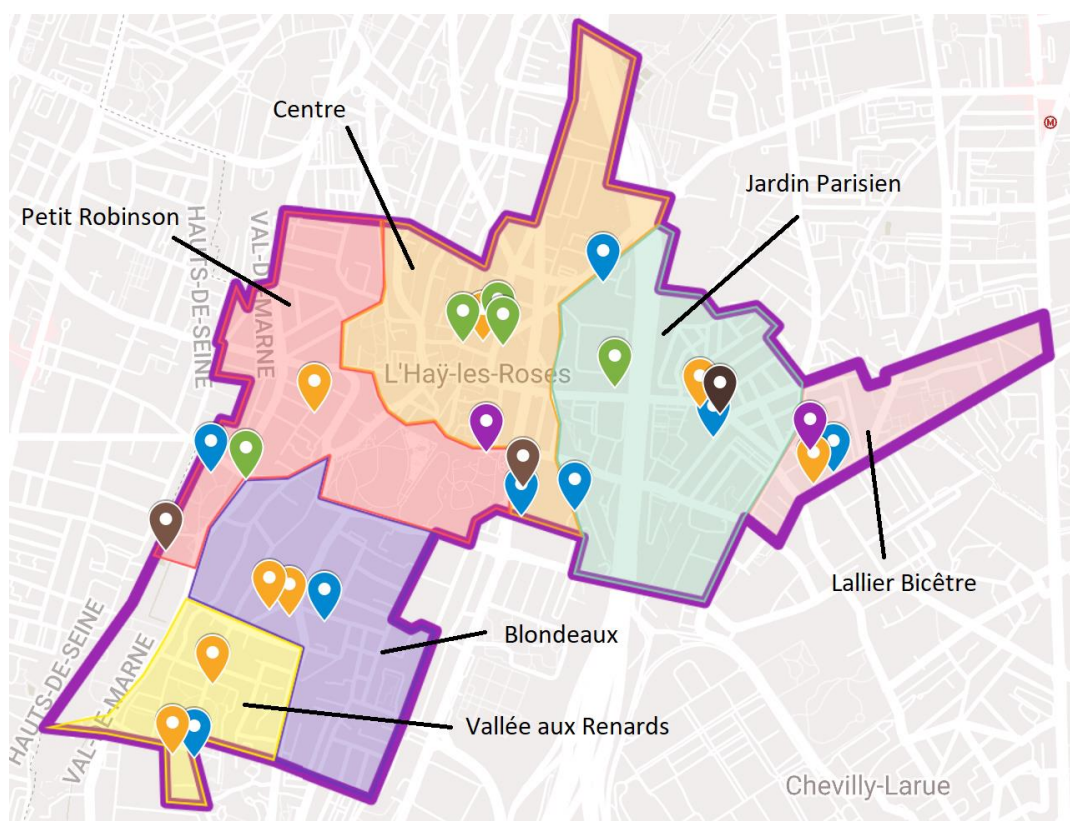 Centre
Jardin Parisien
Petit Robinson
HAUTS-DE-SEINE
VAL-DE-MARNE
L'Haÿ-les-Roses
Lallier Bicêtre
Blondeaux
HAUTS-DE-SEINE
VAL-DE-MARNE
Vallée aux Renards
Chevilly-Larue
M